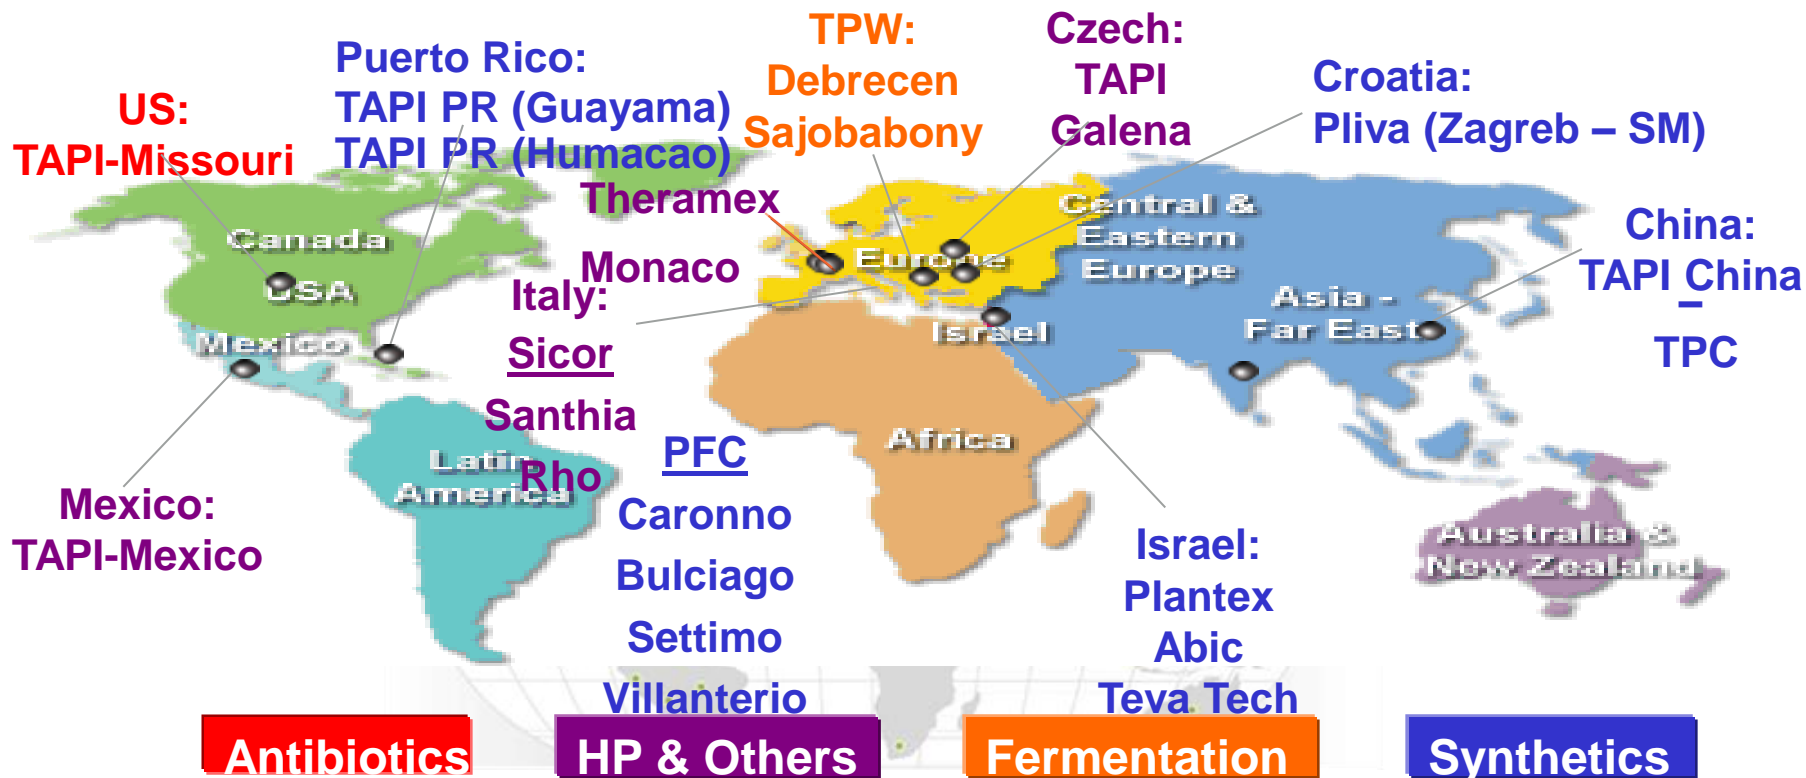 US:
TAPI-Missouri
Puerto Rico:
TAPI PR (Guayama)
TAPI PR (Humacao)
TPW:
Debrecen
Sajobabony
Czech:
TAPI
Galena
Croatia:
Pliva (Zagreb – SM)
Theramex
Monaco
China:
TAPI China
–
TPC
Italy:
Sicor
Santhia
Rho
PFC
Caronno
Bulciago
Settimo
Villanterio
Mexico:
TAPI-Mexico
Israel:
Plantex
Abic
Teva Tech
Canada
USA
Mexico
Latin
America
Europe
Central &
Eastern
Europe
Israel
Asia -
Far East
Africa
Australia &
New Zealand
Antibiotics
HP & Others
Fermentation
Synthetics